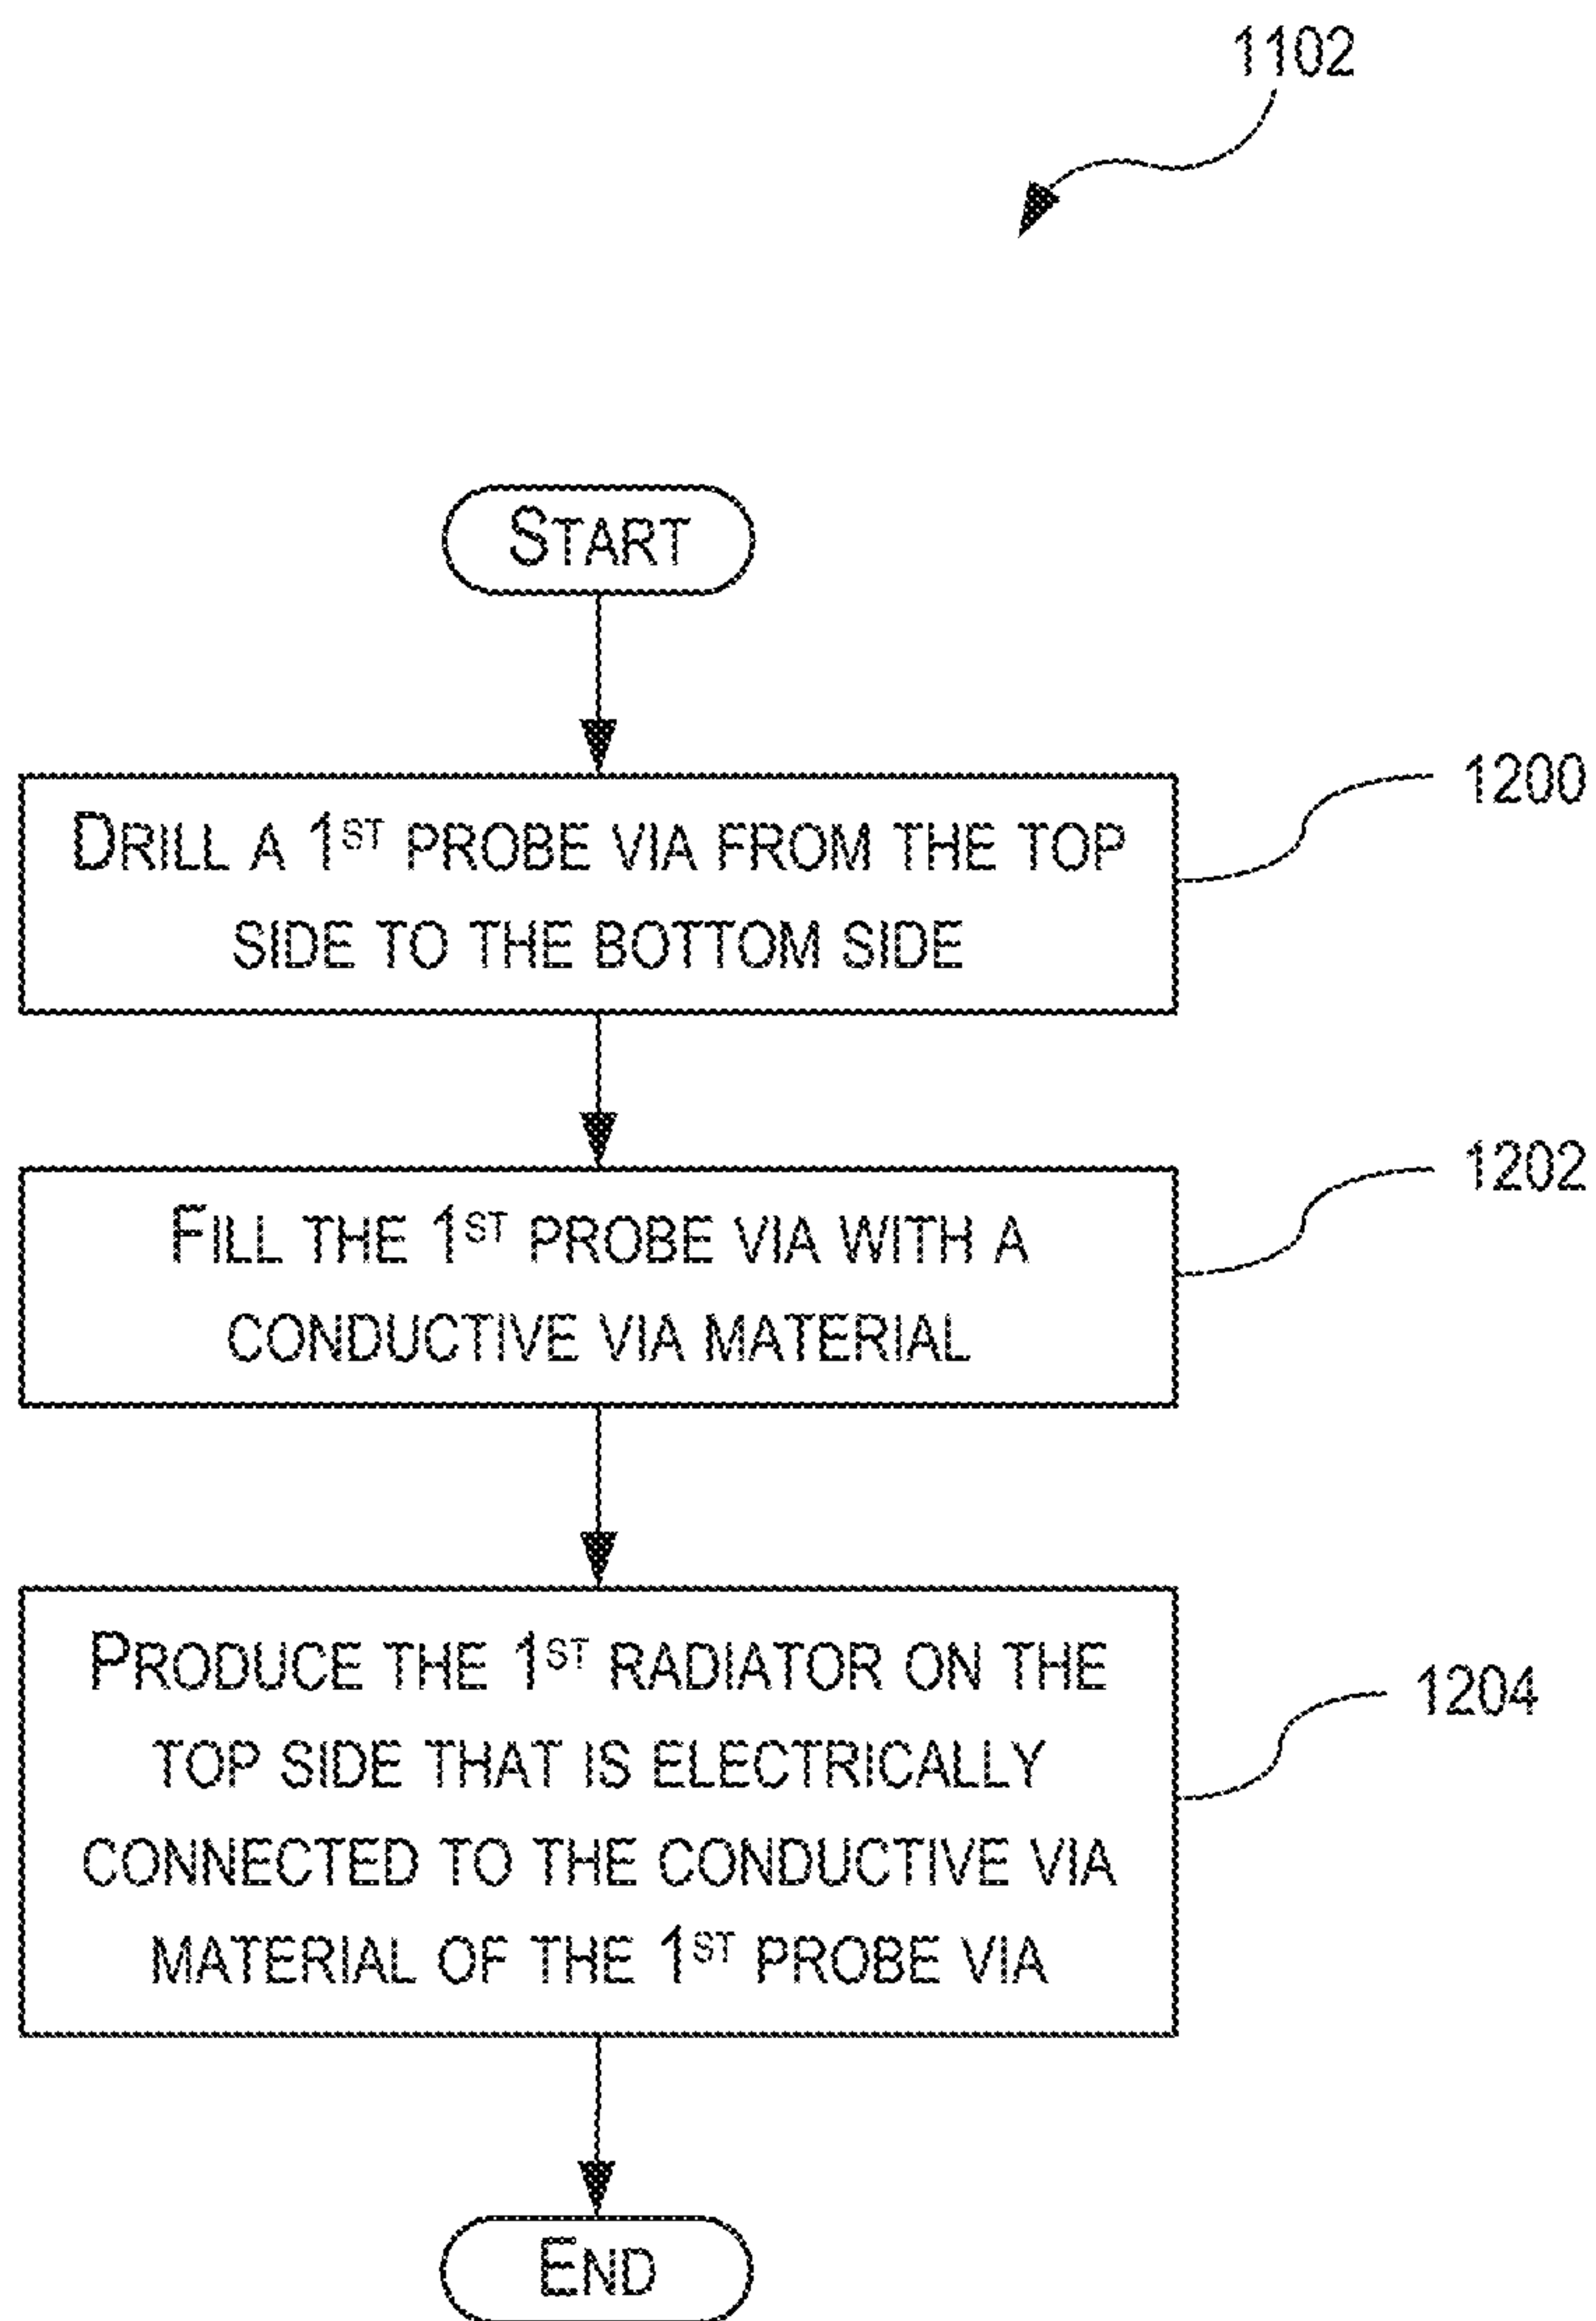 1102
START
DRILL A 1ST PROBE VIA FROM THE TOP
SIDE TO THE BOTTOM SIDE
1200
FILL THE 1ST PROBE VIA WITH A
CONDUCTIVE VIA MATERIAL
1202
PRODUCE THE 1ST RADIATOR ON THE
TOP SIDE THAT IS ELECTRICALLY
CONNECTED TO THE CONDUCTIVE VIA
MATERIAL OF THE 1ST PROBE VIA
1204
END